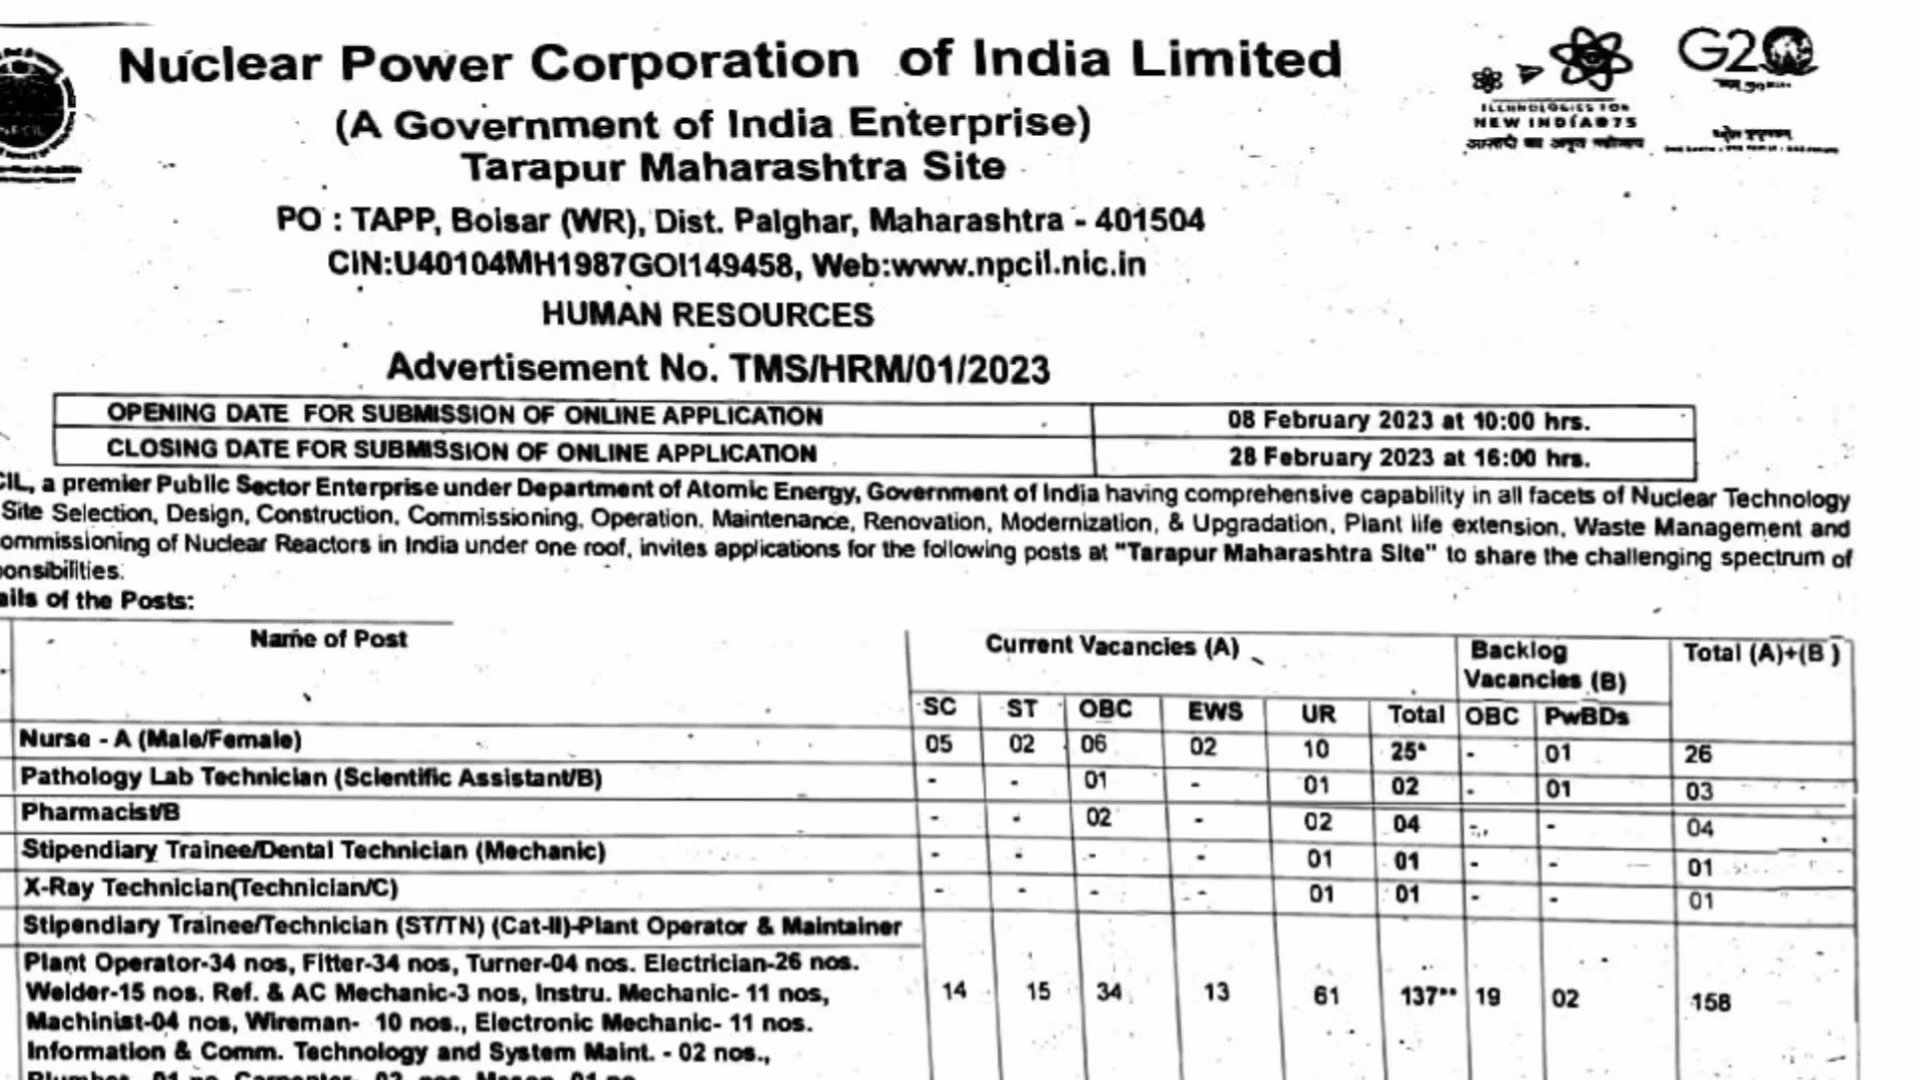 Nuclear Power Corporation of India Limited
(A Government of India Enterprise)
Tarapur Maharashtra Site
PO : TAPP, Boisar (WR), Dist. Palghar, Maharashtra - 401504
CIN:U40104MH1987GOI149458, Web:www.npcil.nic.in
HUMAN RESOURCES
Advertisement No. TMS/HRM/01/2023
G20
NEW INDIA@75
आज़ादी का अमृत महोत्सव
OPENING DATE FOR SUBMISSION OF ONLINE APPLICATION 08 February 2023 at 10:00 hrs.
CLOSING DATE FOR SUBMISSION OF ONLINE APPLICATION 28 February 2023 at 16:00 hrs.
CIL, a premier Public Sector Enterprise under Department of Atomic Energy, Government of India having comprehensive capability in all facets of Nuclear Technology
Site Selection, Design, Construction, Commissioning, Operation, Maintenance, Renovation, Modernization, & Upgradation, Plant life extension, Waste Management and
ommissioning of Nuclear Reactors in India under one roof, invites applications for the following posts at "Tarapur Maharashtra Site" to share the challenging spectrum of
onsibilities.
ails of the Posts:
Name of Post Current Vacancies (A) Backlog Vacancies (B) Total (A)+(B )
SC ST OBC EWS UR Total OBC PwBDs
Nurse - A (Male/Female) 05 02 06 02 10 25* - 01 26
Pathology Lab Technician (Scientific Assistant/B) - - 01 - 01 02 - 01 03
Pharmacist/B - - 02 - 02 04 - - 04
Stipendiary Trainee/Dental Technician (Mechanic) - - - - 01 01 - - 01
X-Ray Technician(Technician/C) - - - - 01 01 - - 01
Stipendiary Trainee/Technician (ST/TN) (Cat-II)-Plant Operator & Maintainer
Plant Operator-34 nos, Fitter-34 nos, Turner-04 nos. Electrician-26 nos.
Welder-15 nos. Ref. & AC Mechanic-3 nos, Instru. Mechanic- 11 nos, 14 15 34 13 61 137** 19 02 158
Machinist-04 nos, Wireman- 10 nos., Electronic Mechanic- 11 nos.
Information & Comm. Technology and System Maint. - 02 nos.,